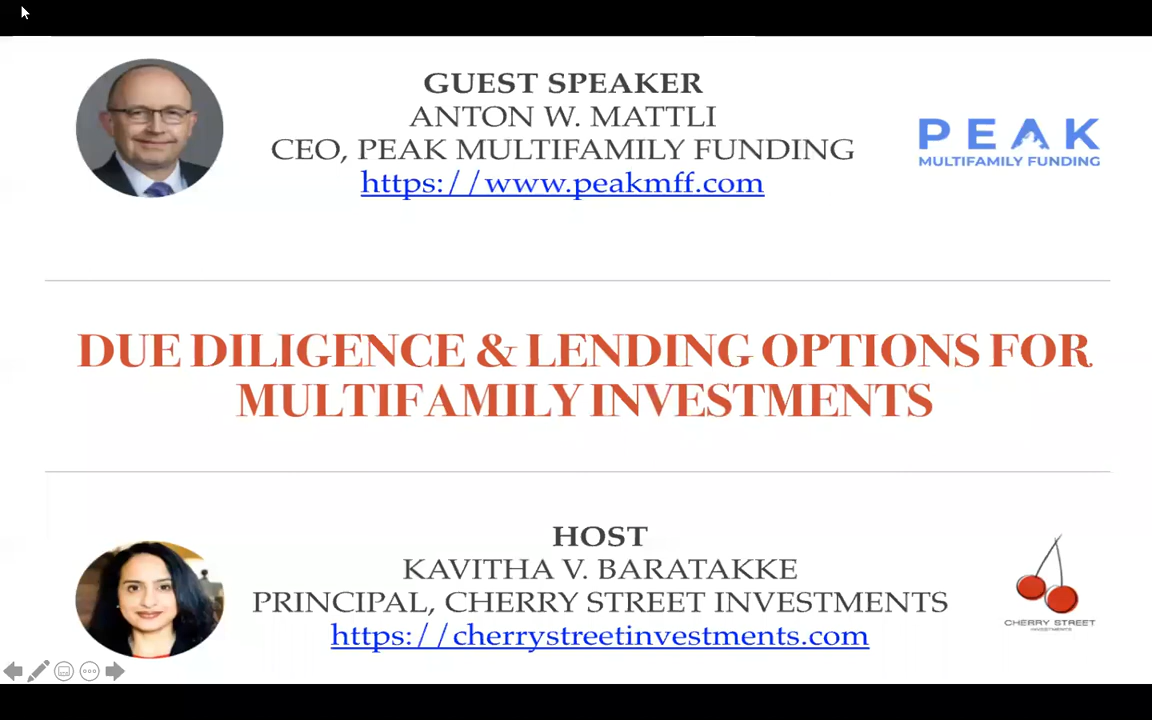 GUEST SPEAKER
ANTON W. MATTLI
CEO, PEAK MULTIFAMILY FUNDING
https://www.peakmff.com
PEAK
MULTIFAMILY FUNDING
DUE DILIGENCE & LENDING OPTIONS FOR
MULTIFAMILY INVESTMENTS
HOST
KAVITHA V. BARATAKKE
PRINCIPAL, CHERRY STREET INVESTMENTS
https://cherrystreetinvestments.com
CHERRY STREET
INVESTMENTS